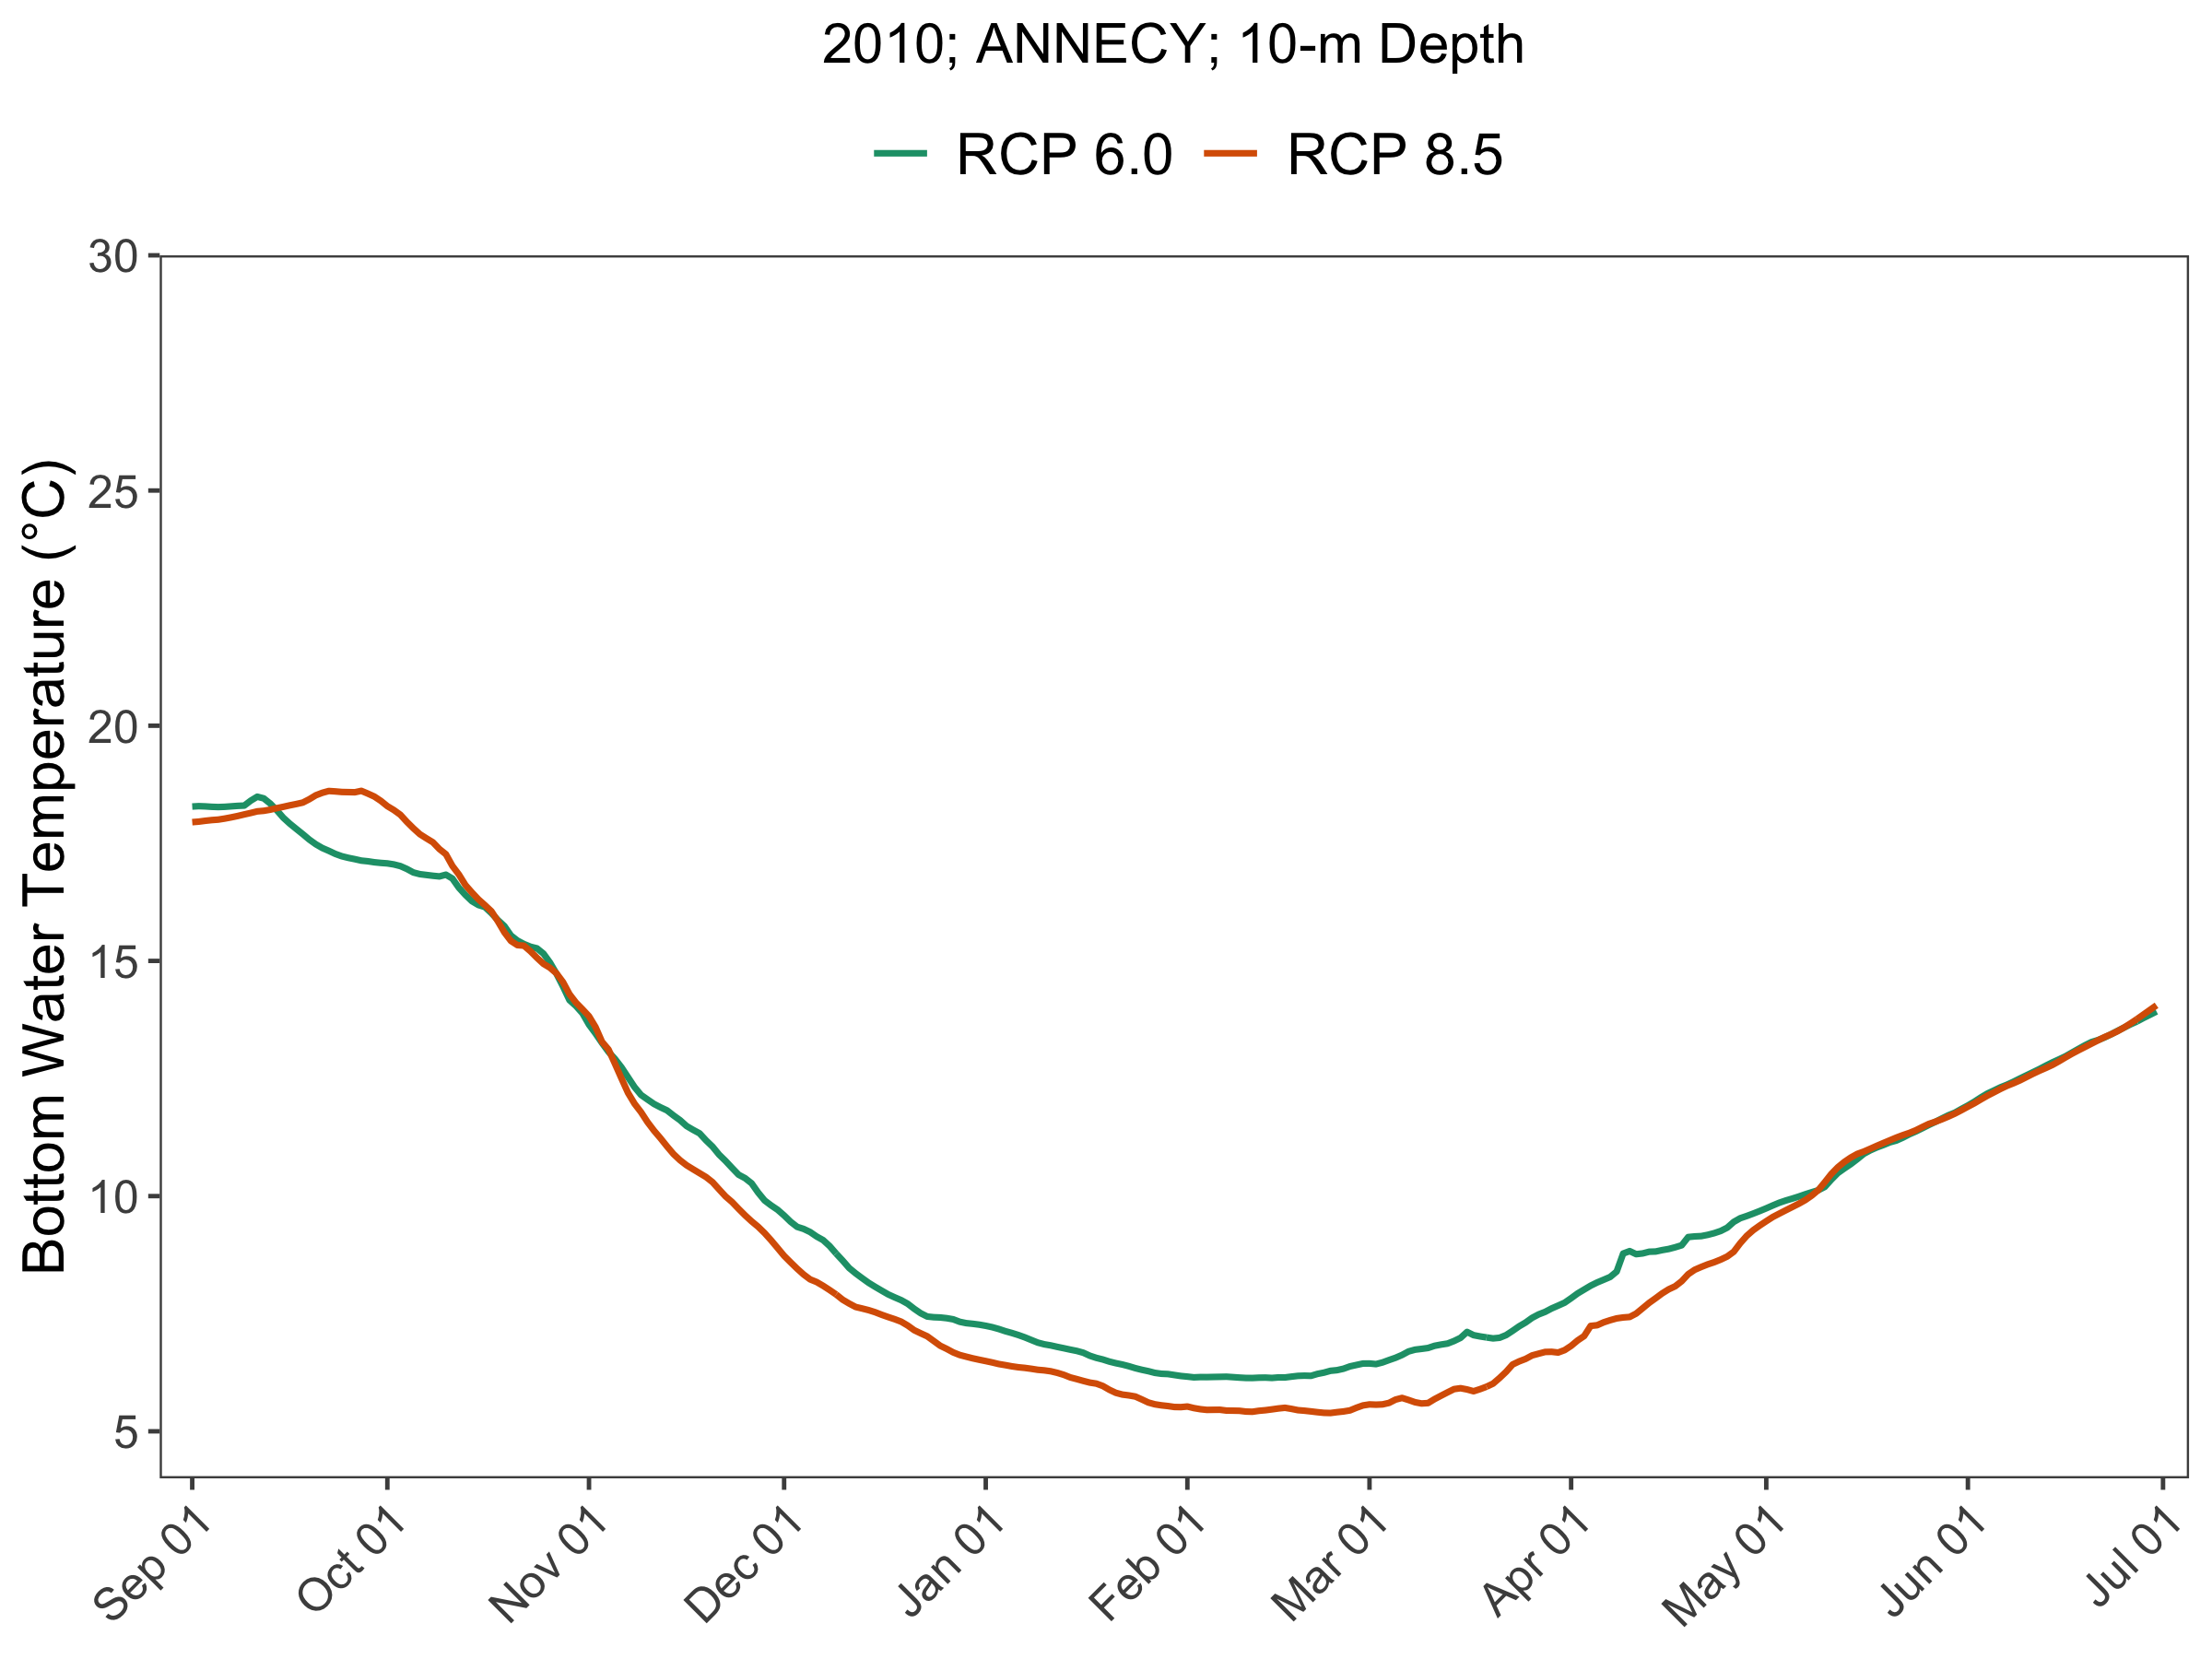 2010; ANNECY; 10-m Depth
RCP 6.0 RCP 8.5
Bottom Water Temperature (°C)
30
25
20
15
10
5
Sep 01 Oct 01 Nov 01 Dec 01 Jan 01 Feb 01 Mar 01 Apr 01 May 01 Jun 01 Jul 01